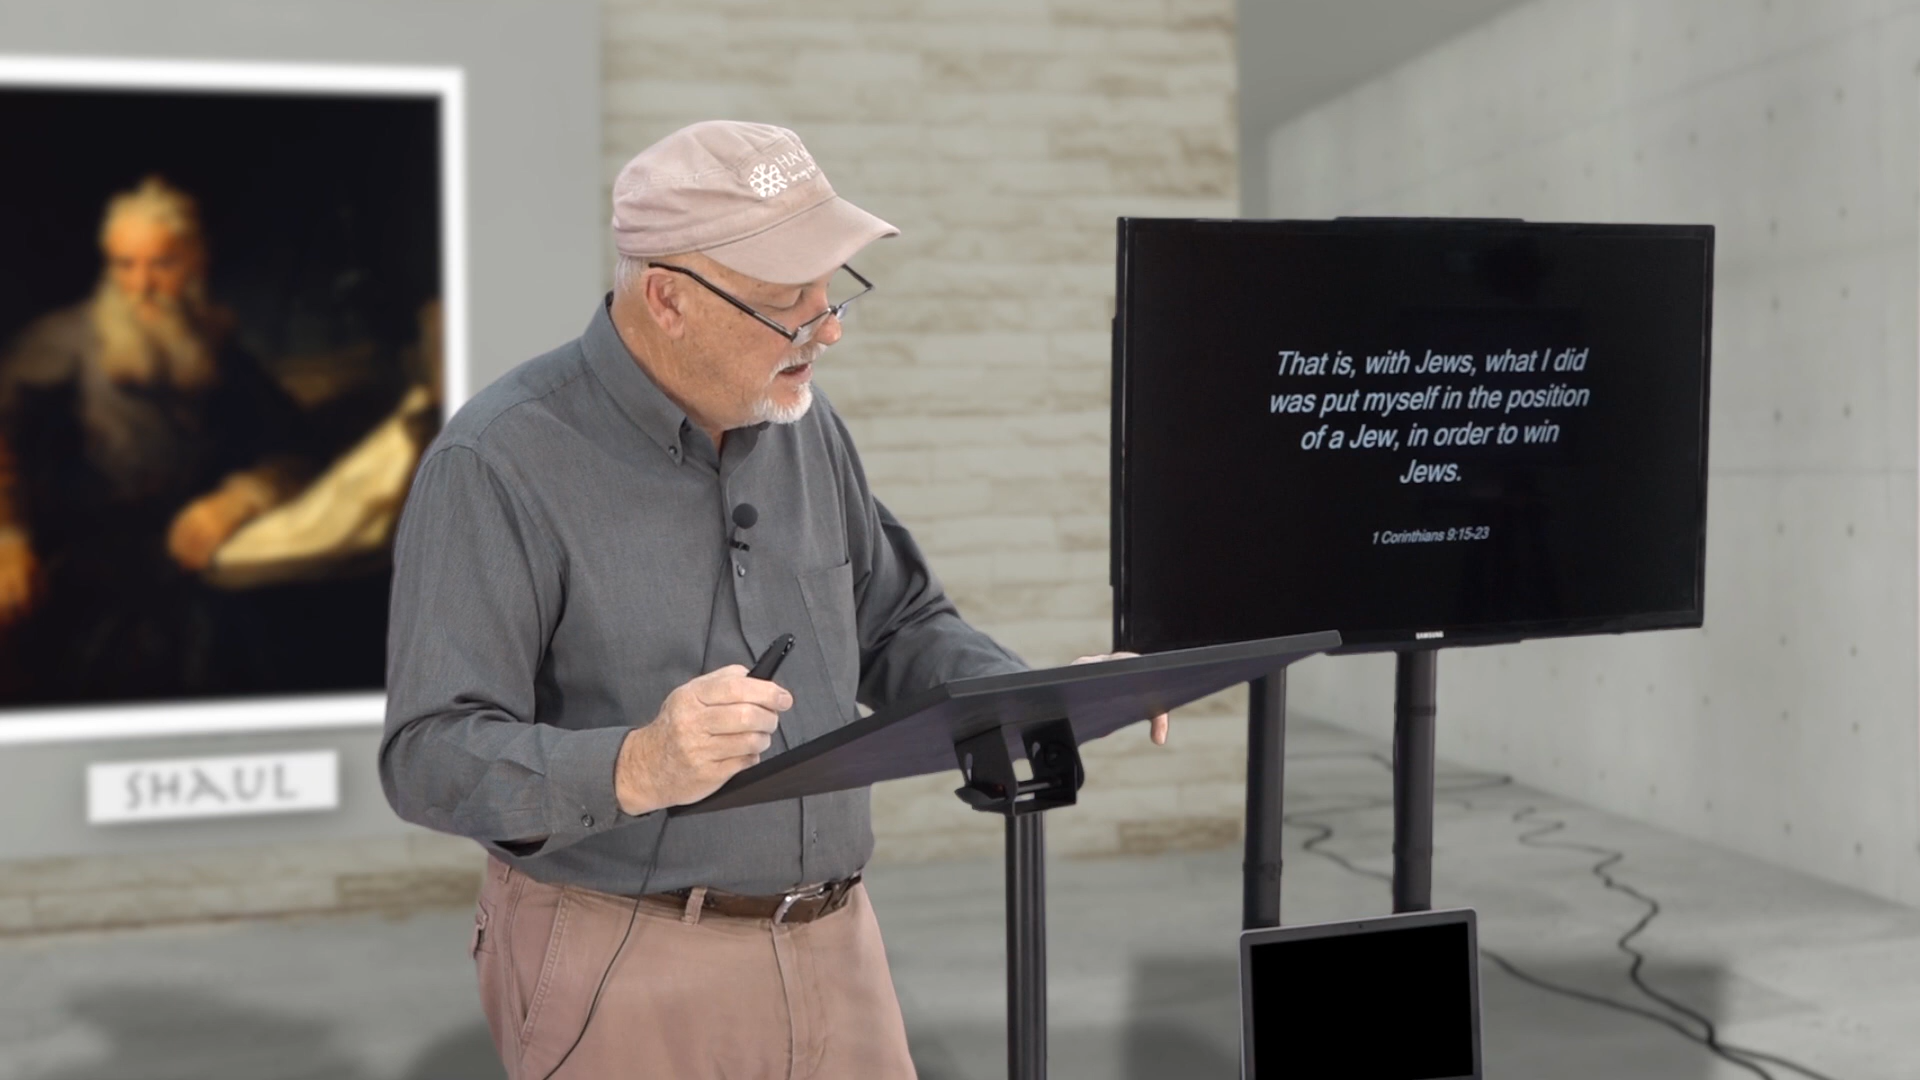 That is, with Jews, what I did
was put myself in the position
of a Jew, in order to win
Jews.
1 Corinthians 9:15-23
SAMSUNG
SHAUL